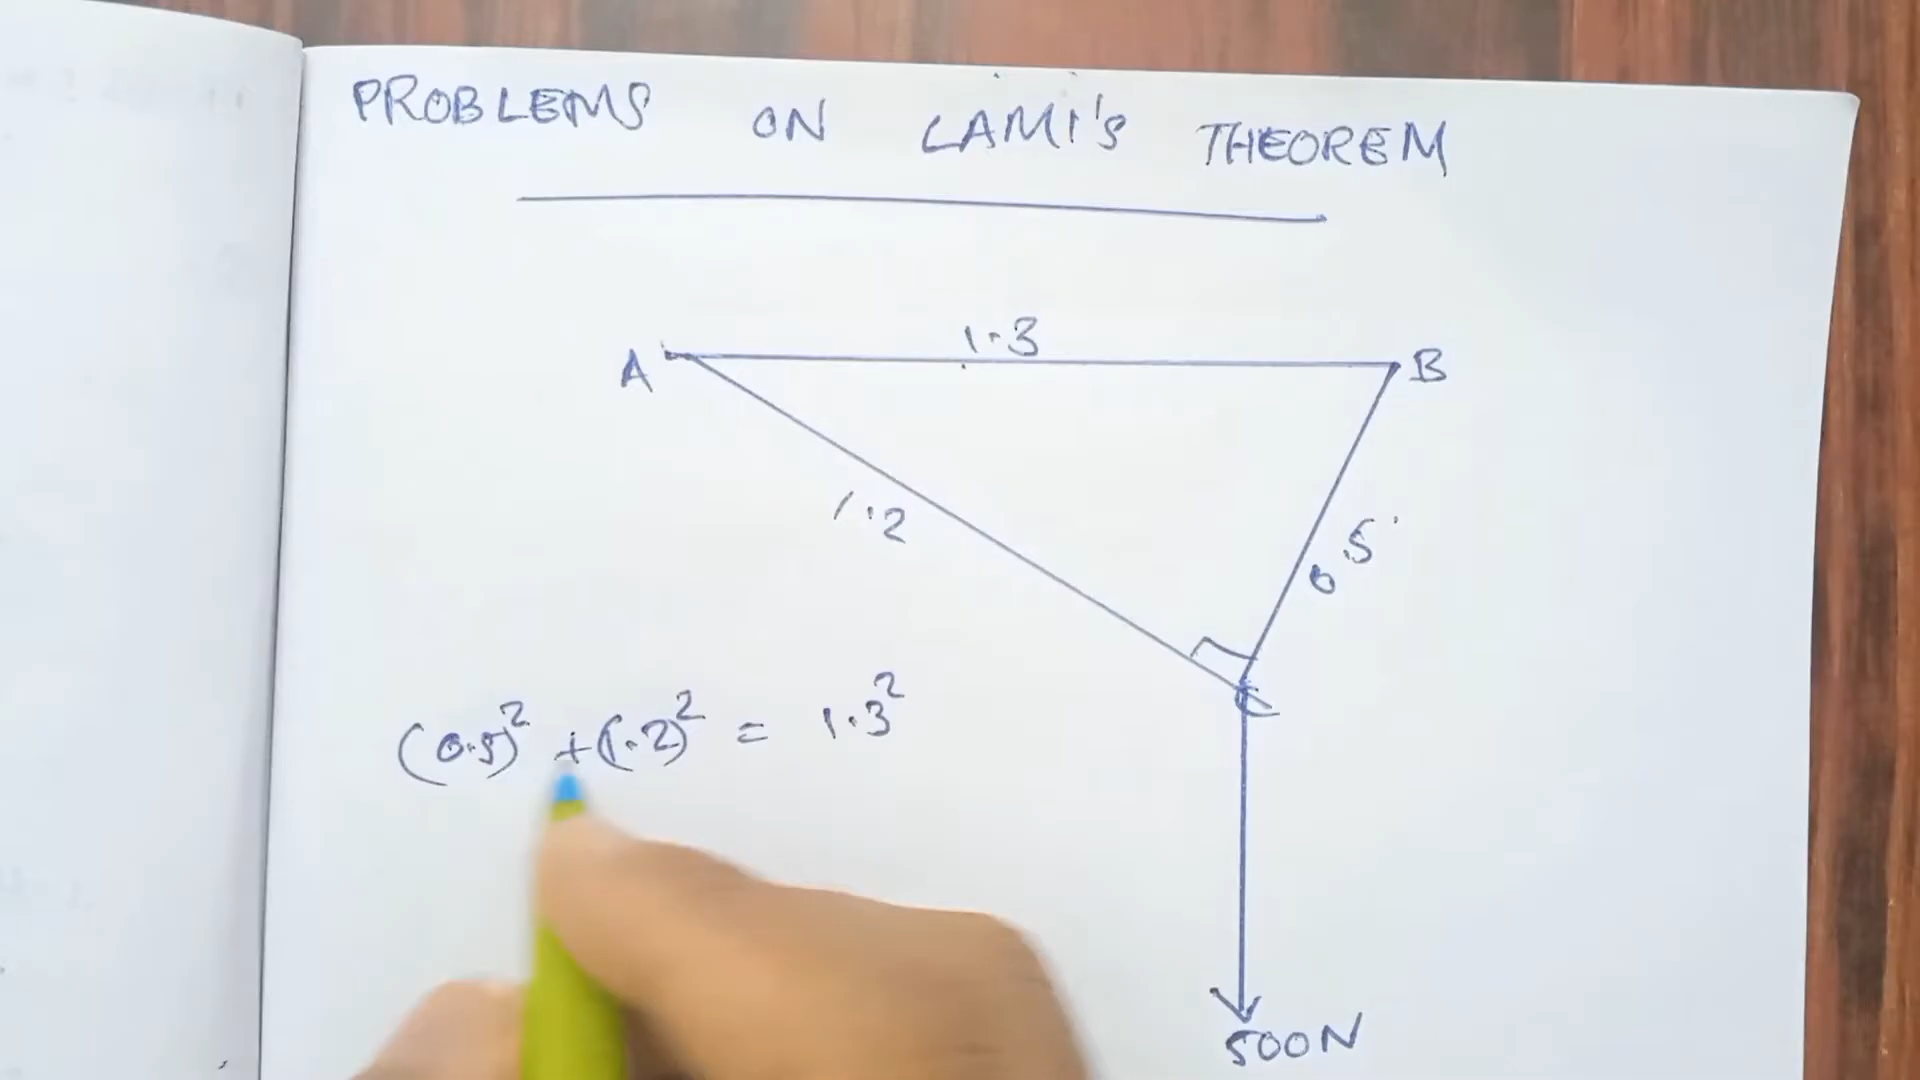 PROBLEMS ON LAMI'S THEOREM
1.3
A
B
1.2
0.5
C
(0.5)² + (1.2)² = 1.3²
500N